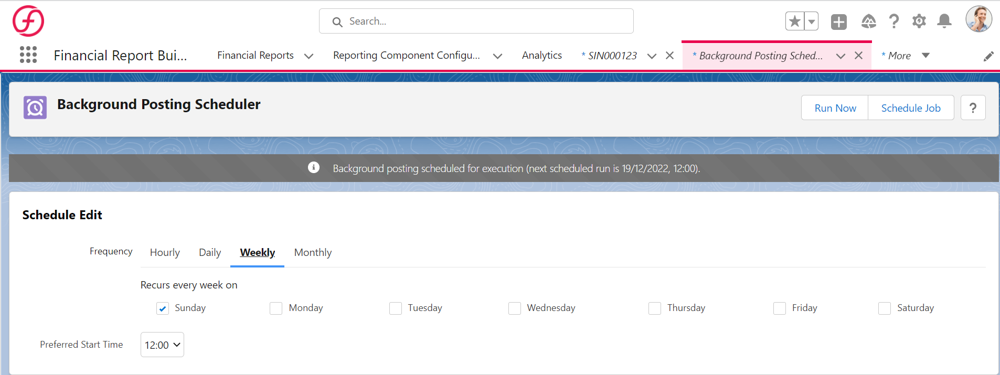 Search...
Financial Report Bui... Financial Reports Reporting Component Configu... Analytics * SIN000123 * Background Posting Sched... * More
Background Posting Scheduler Run Now Schedule Job ?
Background posting scheduled for execution (next scheduled run is 19/12/2022, 12:00).
Schedule Edit
Frequency Hourly Daily Weekly Monthly
Recurs every week on
Sunday Monday Tuesday Wednesday Thursday Friday Saturday
Preferred Start Time 12:00